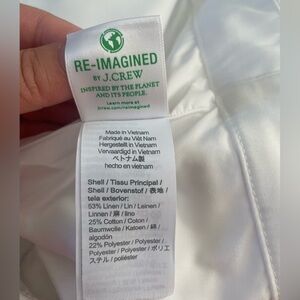 RE-IMAGINED
BY J.CREW
INSPIRED BY THE PLANET
AND ITS PEOPLE.
Learn more at
jcrew.com/reimagined
Made in Vietnam
Fabriqué au Việt Nam
Hergestellt in Vietnam
Vervaardigd in Vietnam
ベトナム製
hecho en vietnam
Shell / Tissu Principal /
Shell / Bovenstof / 表地 /
tela exterior:
53% Linen / Lin / Leinen /
Linnen / 麻 / lino
25% Cotton / Coton /
Baumwolle / Katoen / 綿 /
algodón
22% Polyester / Polyester /
Polyester / Polyester / ポリエ
ステル / poliéster